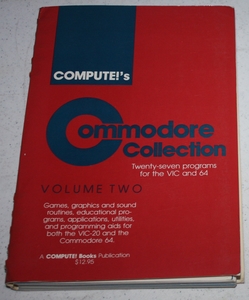 COMPUTE!'s
Commodore
Collection
Twenty-seven programs
for the VIC and 64
VOLUME TWO
Games, graphics and sound
routines, educational pro-
grams, applications, utilities,
and programming aids for
both the VIC-20 and the
Commodore 64.
A COMPUTE! Books Publication
$12.95